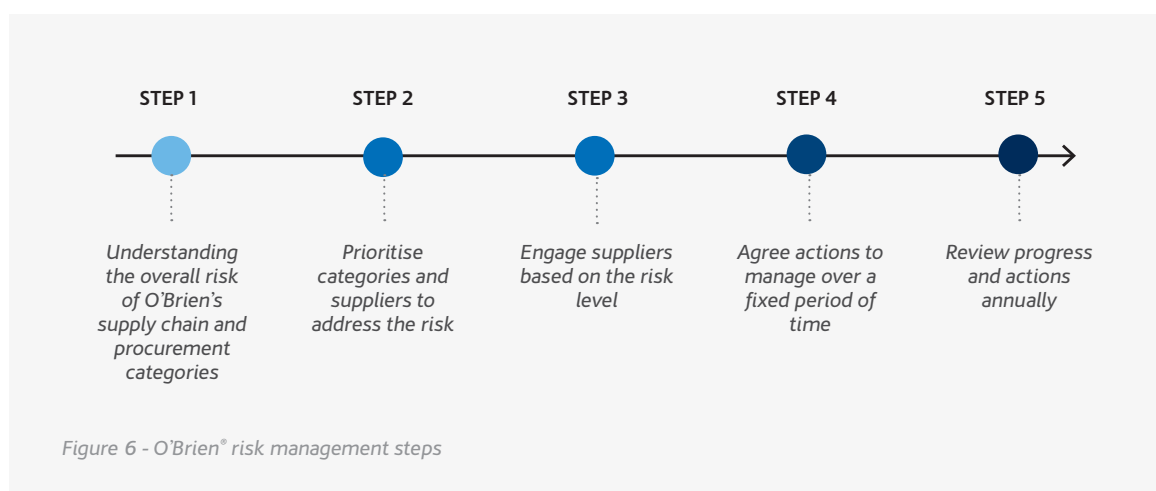 STEP 1
Understanding
the overall risk
of O'Brien's
supply chain and
procurement
categories
STEP 2
Prioritise
categories and
suppliers to
address the risk
STEP 3
Engage suppliers
based on the risk
level
STEP 4
Agree actions to
manage over a
fixed period of
time
STEP 5
Review progress
and actions
annually
Figure 6 - O'Brien® risk management steps